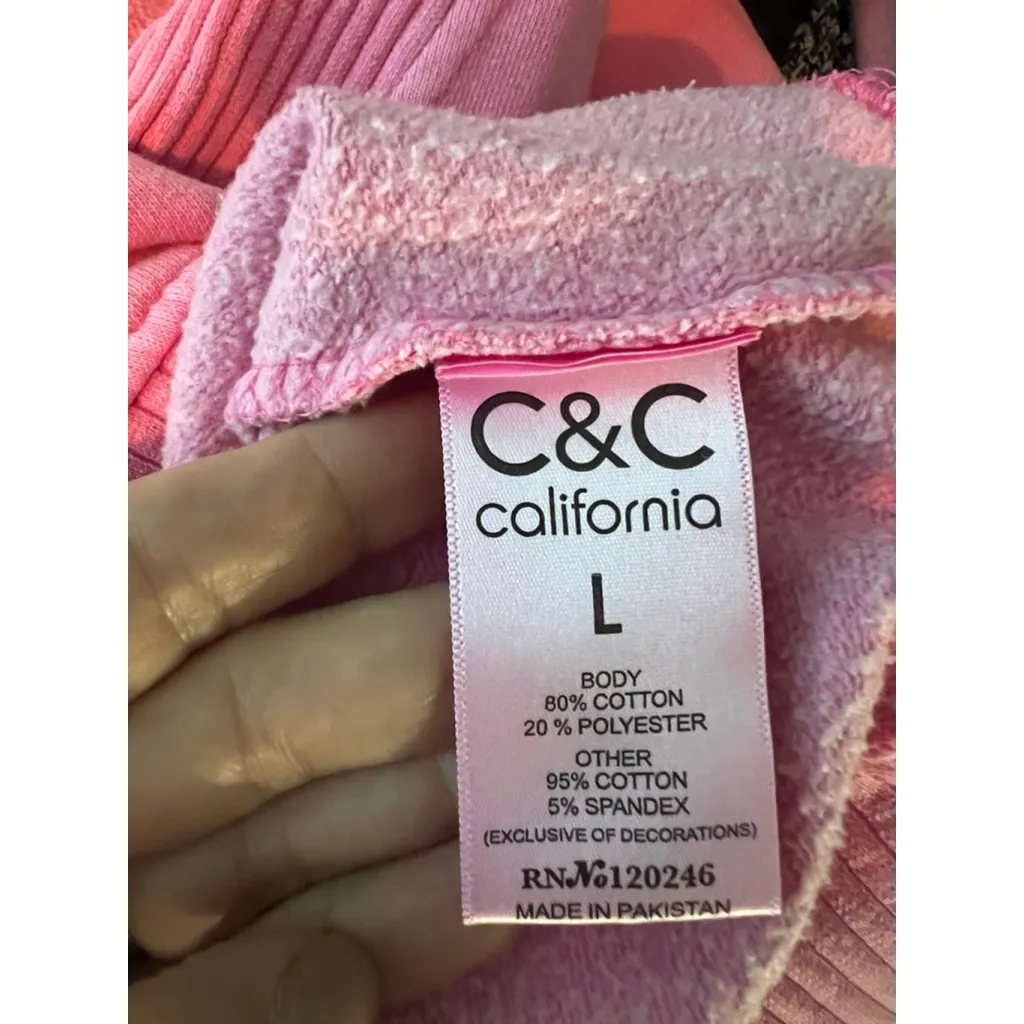 C&C
california
L
BODY
80% COTTON
20 % POLYESTER
OTHER
95% COTTON
5% SPANDEX
(EXCLUSIVE OF DECORATIONS)
RN№120246
MADE IN PAKISTAN